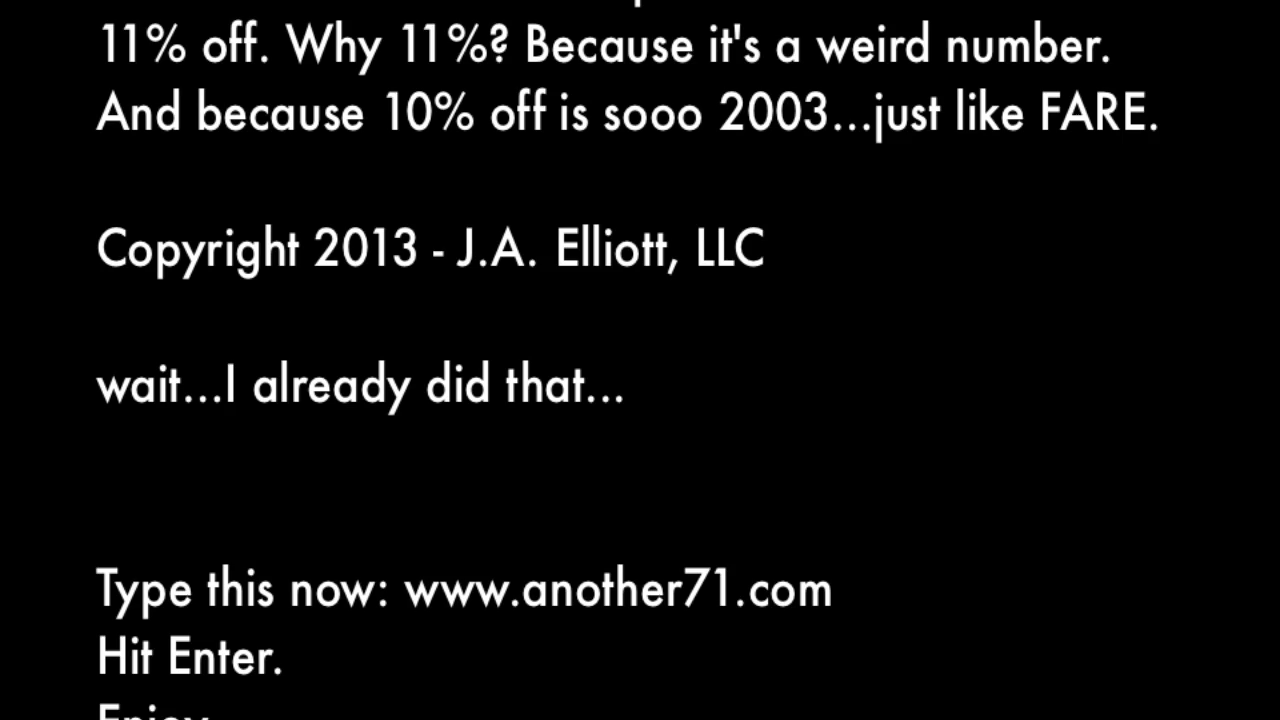 11% off. Why 11%? Because it's a weird number.
And because 10% off is sooo 2003...just like FARE.
Copyright 2013 - J.A. Elliott, LLC
wait...I already did that...
Type this now: www.another71.com
Hit Enter.
Enjoy